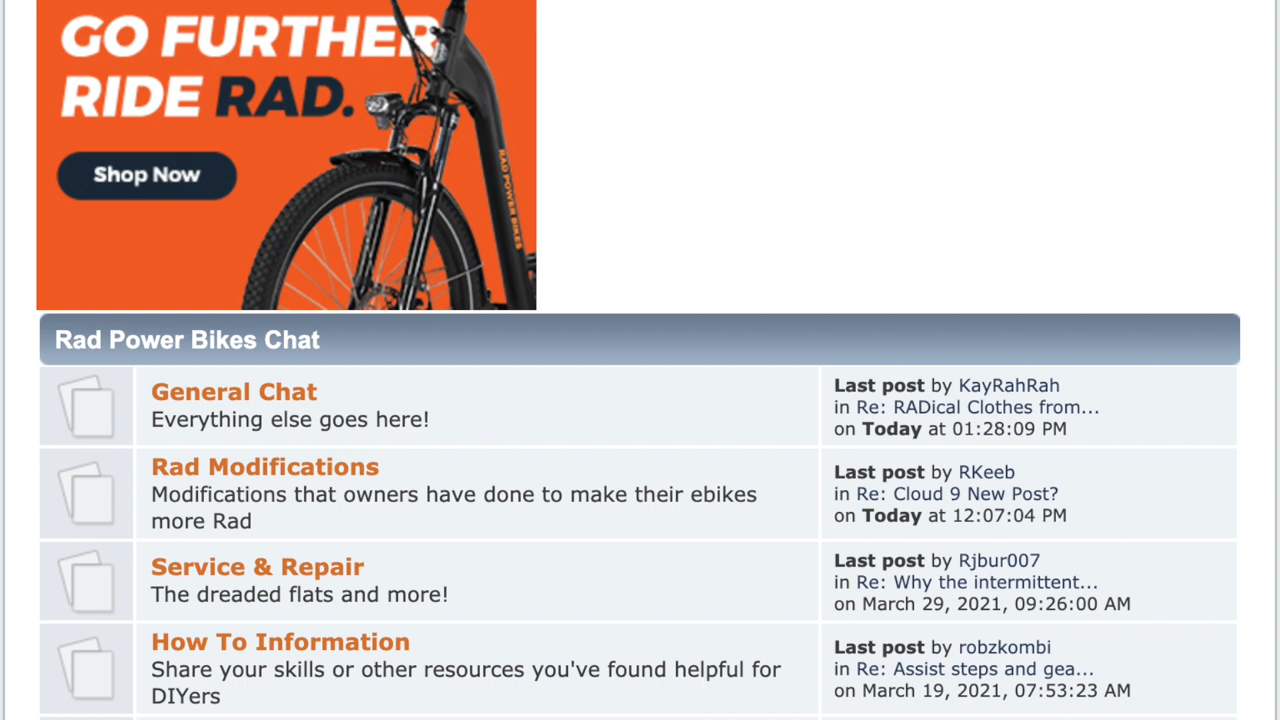 GO FURTHER
RIDE RAD.
Shop Now
RAD POWER BIKES
Rad Power Bikes Chat
General Chat
Everything else goes here!
Last post by KayRahRah
in Re: RADical Clothes from...
on Today at 01:28:09 PM
Rad Modifications
Modifications that owners have done to make their ebikes
more Rad
Last post by RKeeb
in Re: Cloud 9 New Post?
on Today at 12:07:04 PM
Service & Repair
The dreaded flats and more!
Last post by Rjbur007
in Re: Why the intermittent...
on March 29, 2021, 09:26:00 AM
How To Information
Share your skills or other resources you've found helpful for
DIYers
Last post by robzkombi
in Re: Assist steps and gea...
on March 19, 2021, 07:53:23 AM